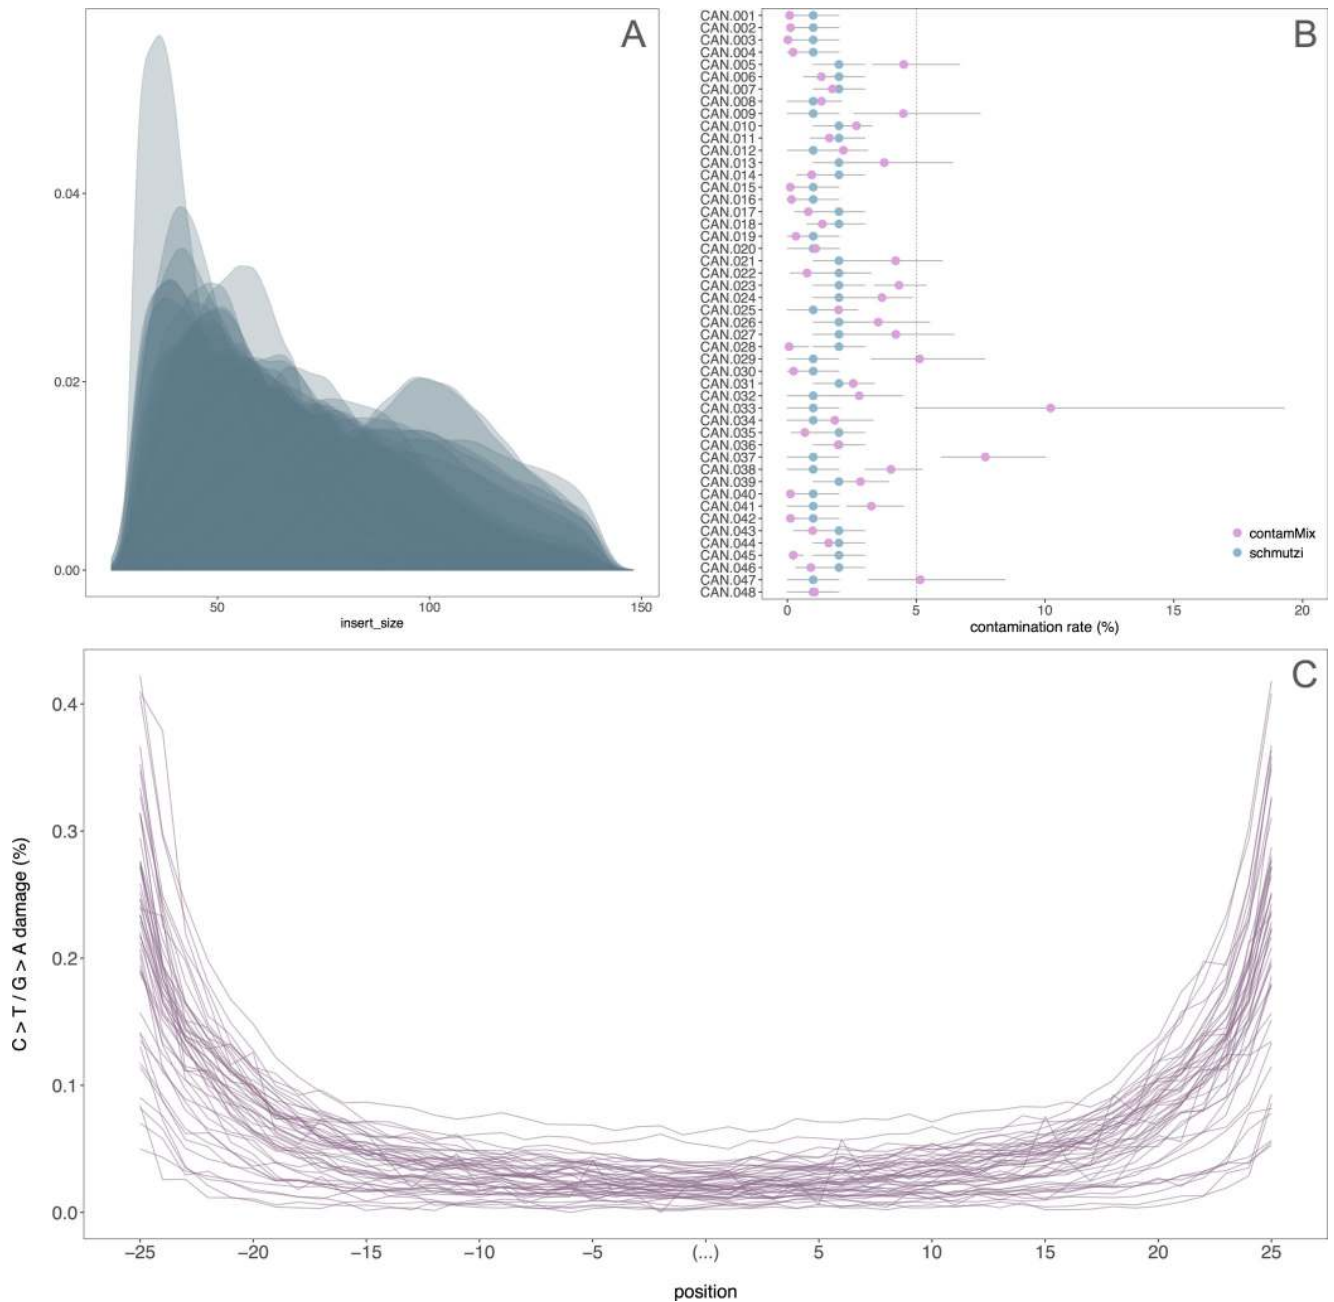 A
0.04
0.02
0.00
50
100
150
insert_size
B
CAN.001
CAN.002
CAN.003
CAN.004
CAN.005
CAN.006
CAN.007
CAN.008
CAN.009
CAN.010
CAN.011
CAN.012
CAN.013
CAN.014
CAN.015
CAN.016
CAN.017
CAN.018
CAN.019
CAN.020
CAN.021
CAN.022
CAN.023
CAN.024
CAN.025
CAN.026
CAN.027
CAN.028
CAN.029
CAN.030
CAN.031
CAN.032
CAN.033
CAN.034
CAN.035
CAN.036
CAN.037
CAN.038
CAN.039
CAN.040
CAN.041
CAN.042
CAN.043
CAN.044
CAN.045
CAN.046
CAN.047
CAN.048
contamMix
schmutzi
0
5
10
15
20
contamination rate (%)
C
C > T / G > A damage (%)
0.4
0.3
0.2
0.1
0.0
−25
−20
−15
−10
−5
(...)
5
10
15
20
25
position